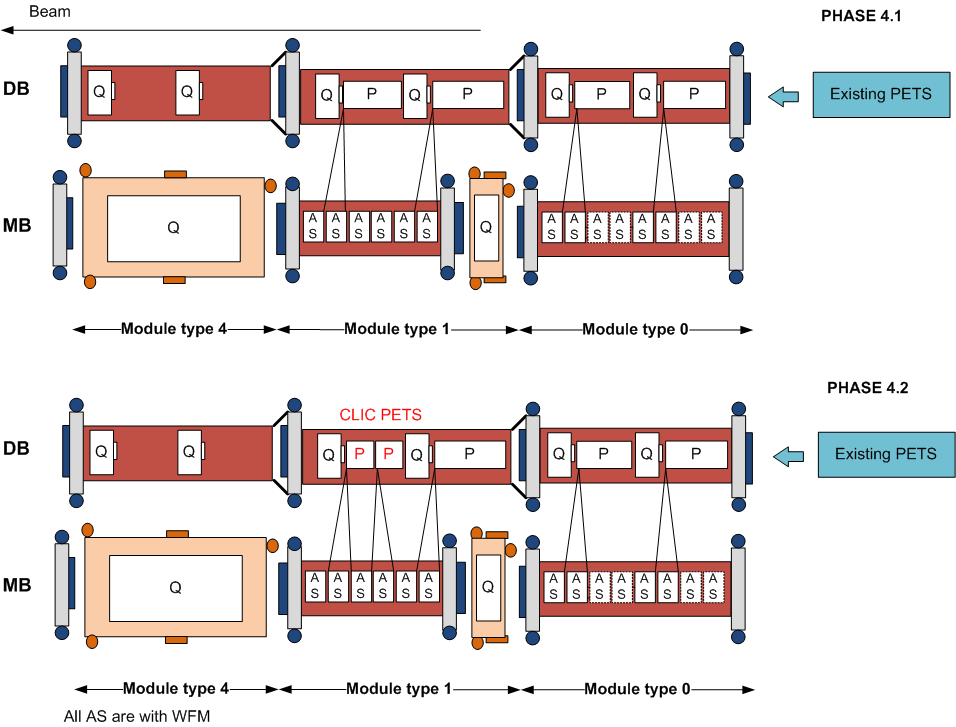 Beam
PHASE 4.1
DB
Q Q Q P Q P Q P Q P
Existing PETS
MB
Q
A A A A A A
S S S S S S
Q
A A A A A A A A
S S S S S S S S
Module type 4 Module type 1 Module type 0
PHASE 4.2
CLIC PETS
DB
Q Q Q P P Q P Q P Q P
Existing PETS
MB
Q
A A A A A A
S S S S S S
Q
A A A A A A A A
S S S S S S S S
Module type 4 Module type 1 Module type 0
All AS are with WFM